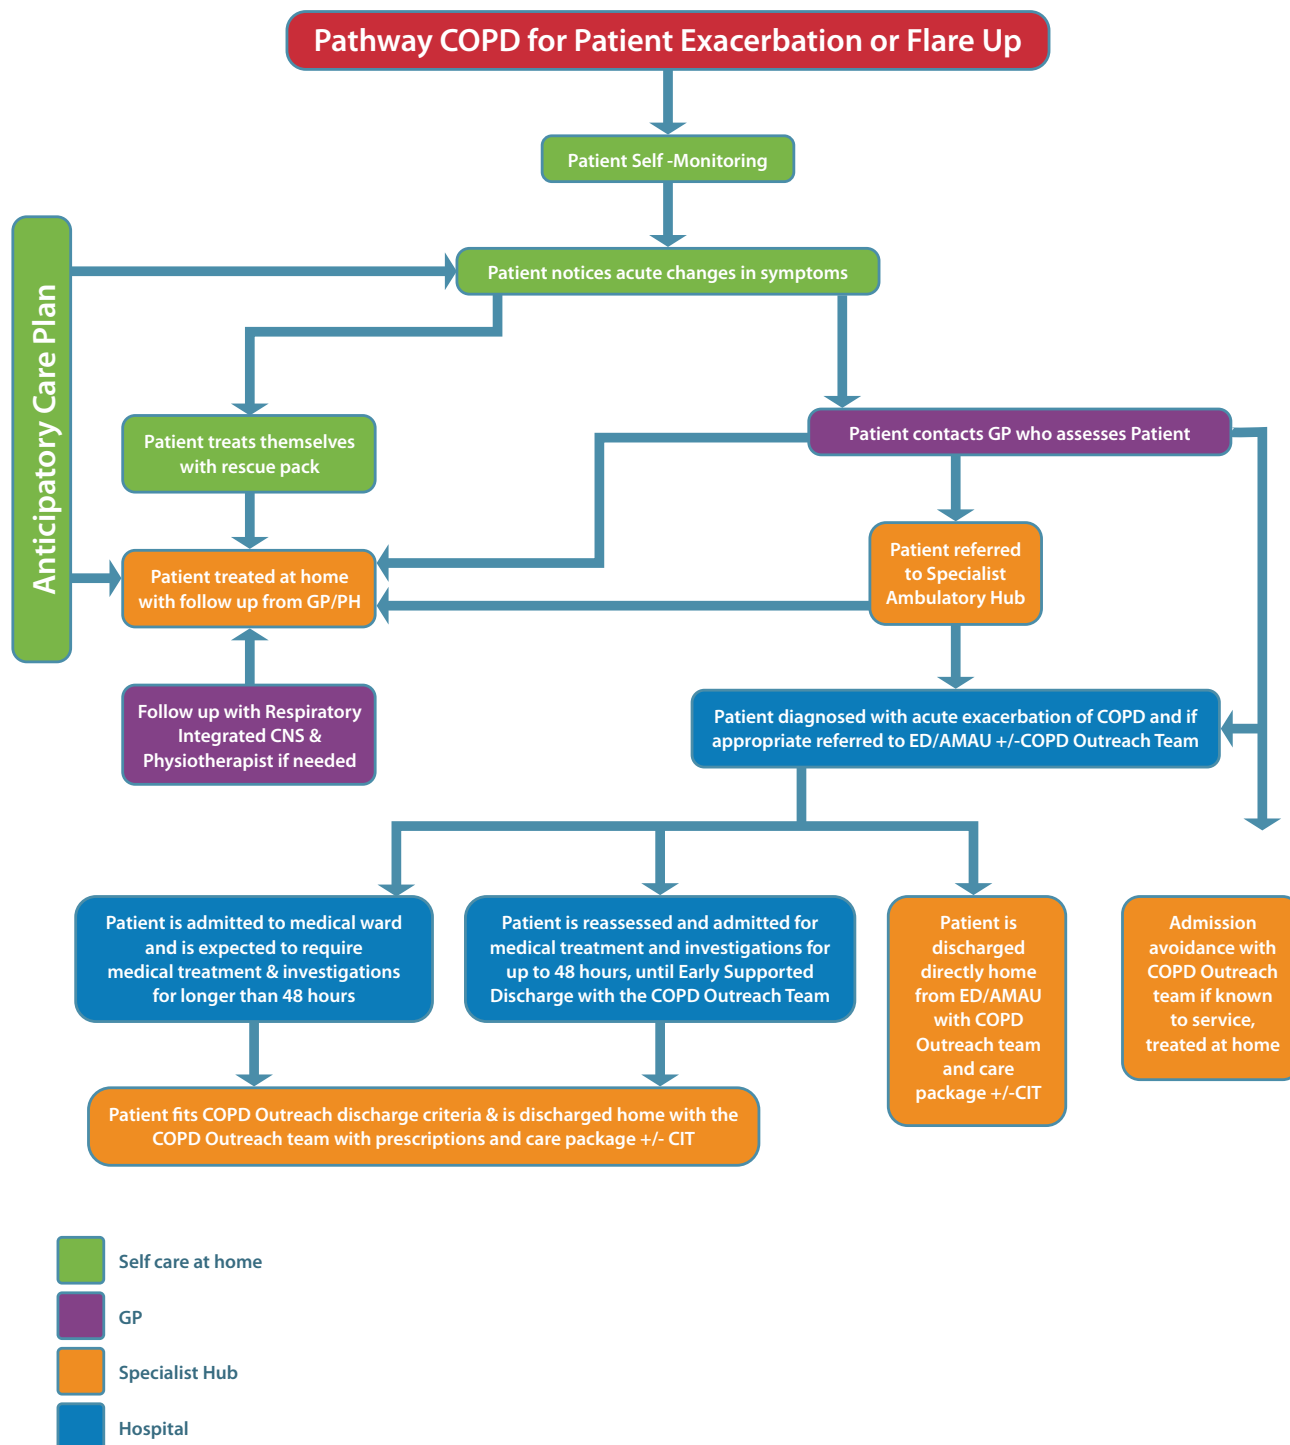 Pathway COPD for Patient Exacerbation or Flare Up
Patient Self -Monitoring
Anticipatory Care Plan
Patient notices acute changes in symptoms
Patient treats themselves
with rescue pack
Patient contacts GP who assesses Patient
Patient treated at home
with follow up from GP/PH
Patient referred
to Specialist
Ambulatory Hub
Follow up with Respiratory
Integrated CNS &
Physiotherapist if needed
Patient diagnosed with acute exacerbation of COPD and if
appropriate referred to ED/AMAU +/-COPD Outreach Team
Patient is admitted to medical ward
and is expected to require
medical treatment & investigations
for longer than 48 hours
Patient is reassessed and admitted for
medical treatment and investigations for
up to 48 hours, until Early Supported
Discharge with the COPD Outreach Team
Patient is
discharged
directly home
from ED/AMAU
with COPD
Outreach team
and care
package +/-CIT
Admission
avoidance with
COPD Outreach
team if known
to service,
treated at home
Patient fits COPD Outreach discharge criteria & is discharged home with the
COPD Outreach team with prescriptions and care package +/- CIT
Self care at home
GP
Specialist Hub
Hospital